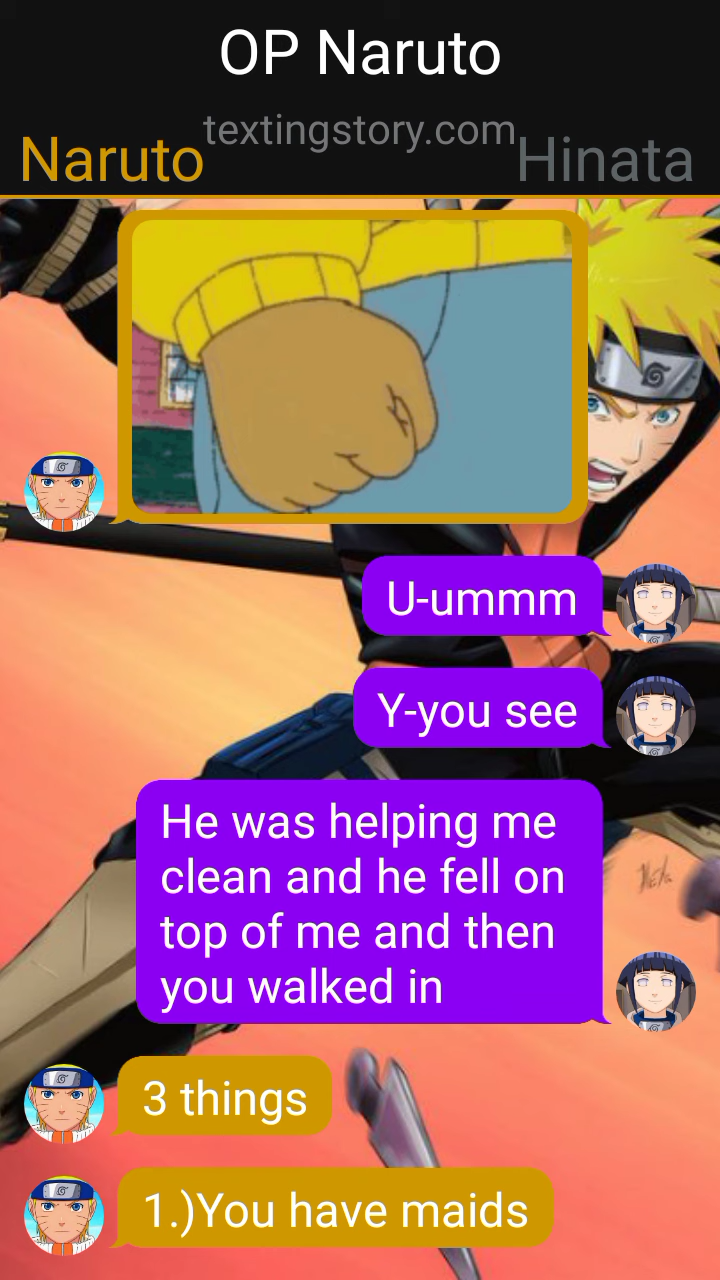 OP Naruto
textingstory.com
Naruto
Hinata
U-ummm
Y-you see
He was helping me
clean and he fell on
top of me and then
you walked in
3 things
1.)You have maids